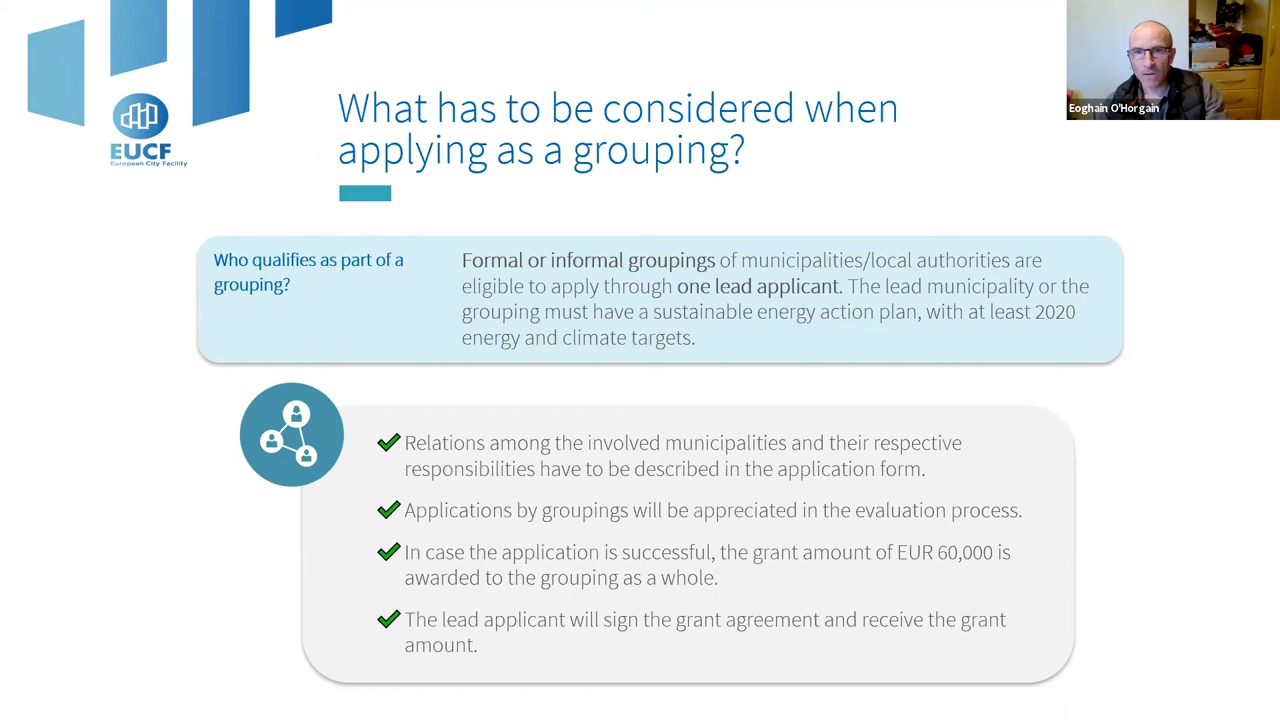 Eoghain O'Horgain
EUCF
European City Facility
What has to be considered when
applying as a grouping?
Who qualifies as part of a
grouping?
Formal or informal groupings of municipalities/local authorities are
eligible to apply through one lead applicant. The lead municipality or the
grouping must have a sustainable energy action plan, with at least 2020
energy and climate targets.
Relations among the involved municipalities and their respective
responsibilities have to be described in the application form.
Applications by groupings will be appreciated in the evaluation process.
In case the application is successful, the grant amount of EUR 60,000 is
awarded to the grouping as a whole.
The lead applicant will sign the grant agreement and receive the grant
amount.